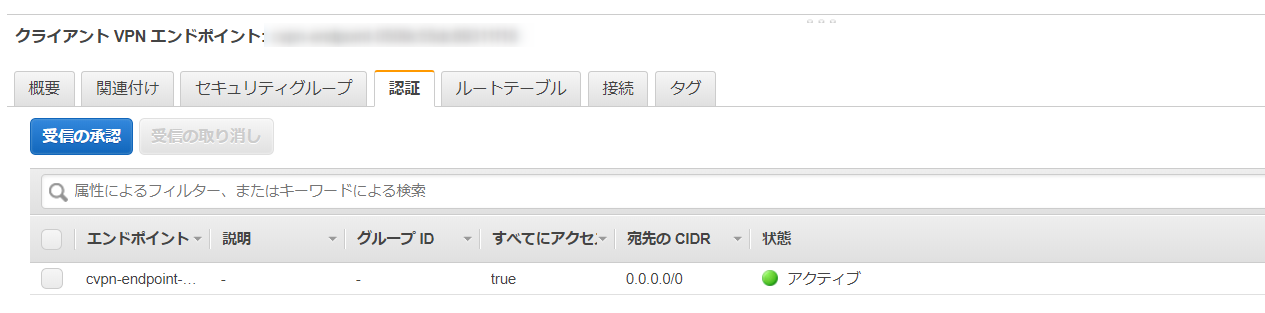 クライアント VPN エンドポイント:
概要 関連付け セキュリティグループ 認証 ルートテーブル 接続 タグ
受信の承認 受信の取り消し
属性によるフィルター、またはキーワードによる検索
エンドポイント 説明 グループ ID すべてにアクセス 宛先の CIDR 状態
cvpn-endpoint-... - - true 0.0.0.0/0 アクティブ